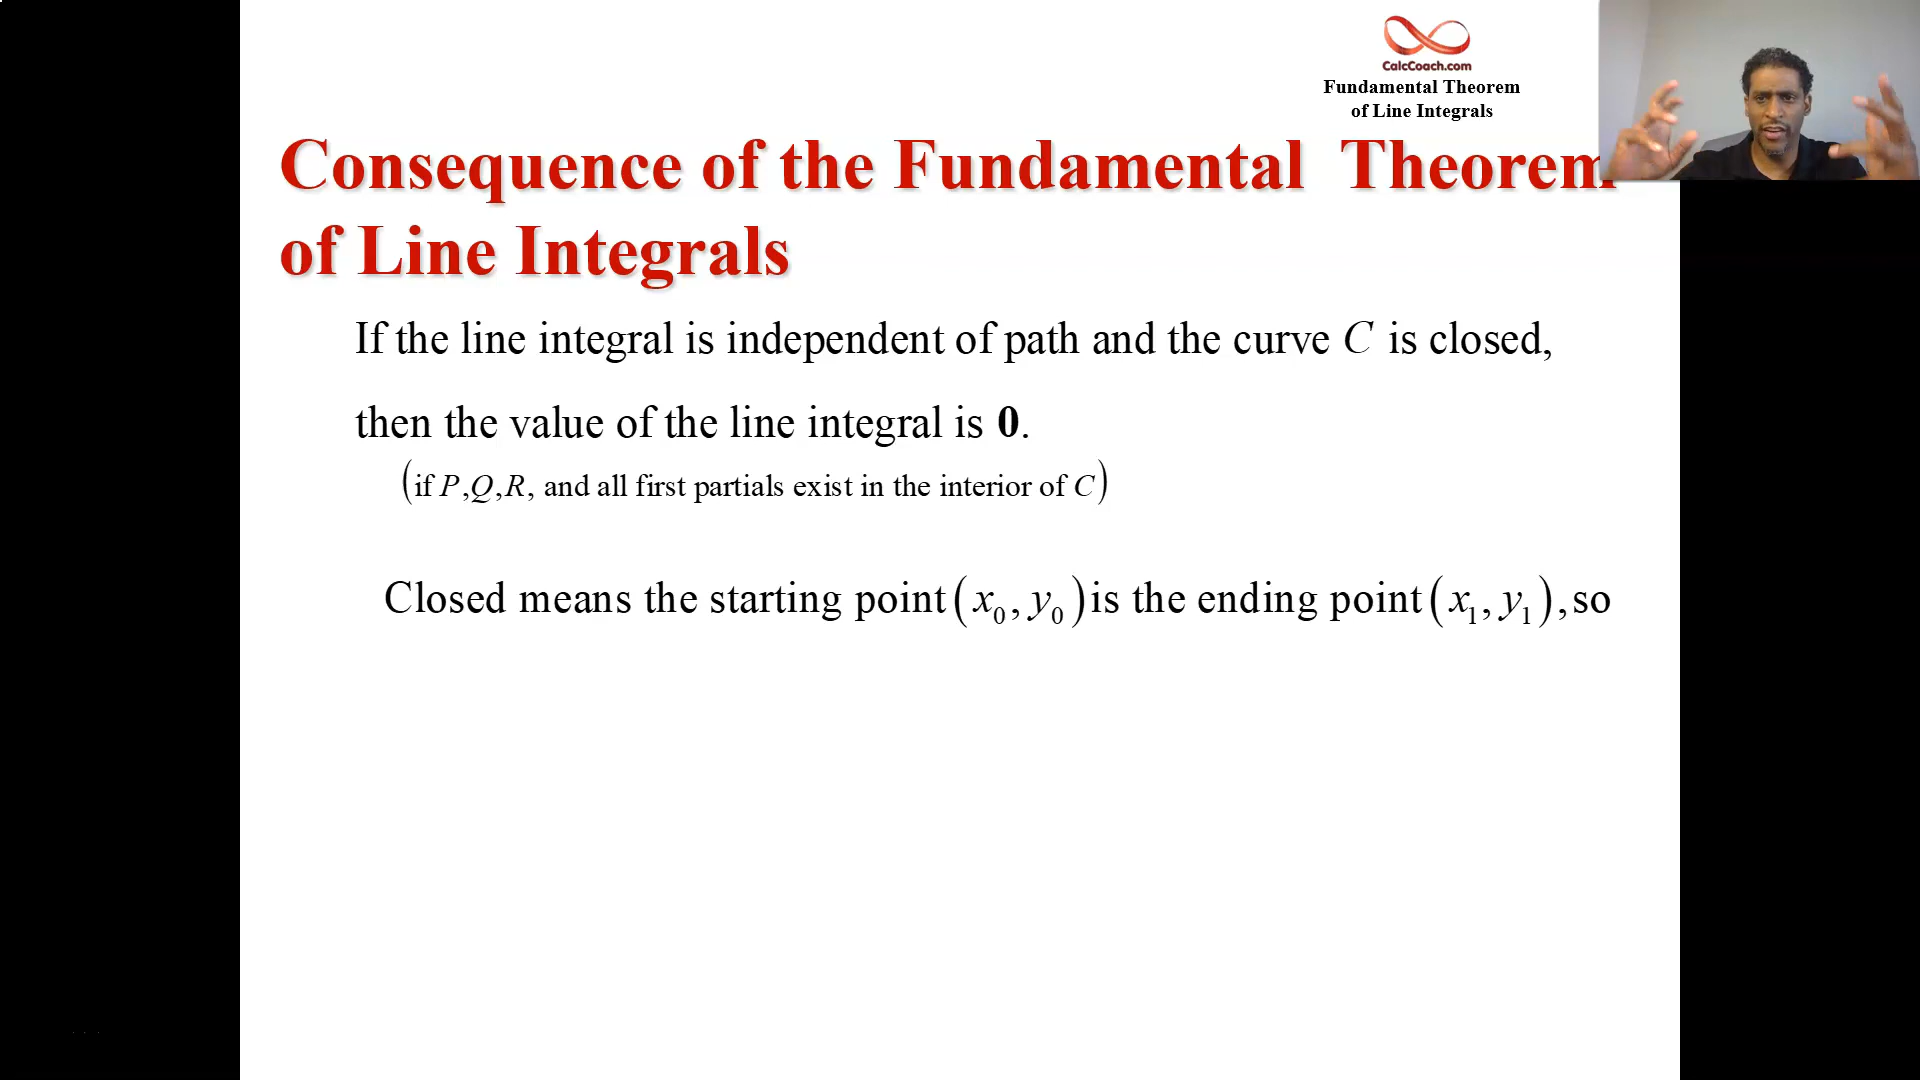 CalcCoach.com
Fundamental Theorem
of Line Integrals
Consequence of the Fundamental Theorem
of Line Integrals
If the line integral is independent of path and the curve C is closed,
then the value of the line integral is 0.
(if P,Q,R, and all first partials exist in the interior of C)
Closed means the starting point (x₀, y₀) is the ending point (x₁, y₁), so